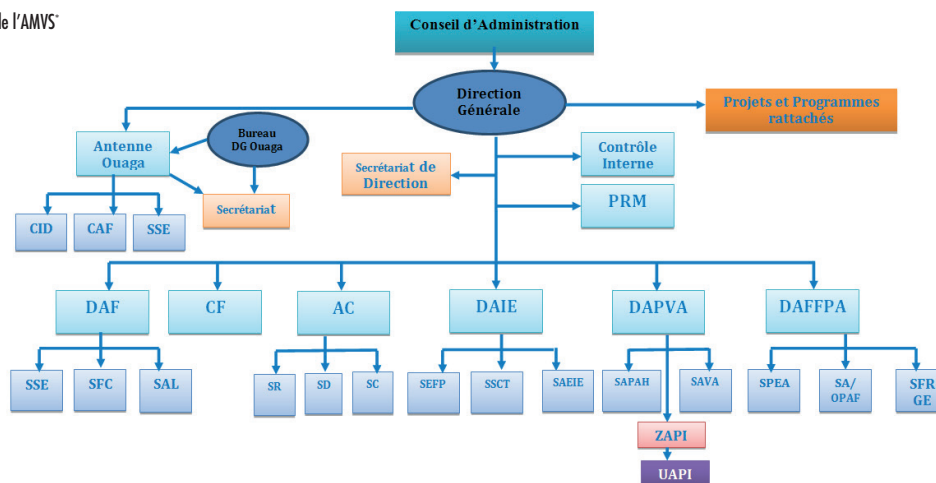 de l'AMVS"
Conseil d'Administration
Direction
Générale
Projets et Programmes
rattachés
Bureau
DG Ouaga
Antenne
Ouaga
Contrôle
Interne
Secrétariat de
Direction
Secrétariat
PRM
CID
CAF
SSE
DAF
CF
AC
DAIE
DAPVA
DAFFPA
SSE
SFC
SAL
SR
SD
SC
SEFP
SSCT
SAEIE
SAPAH
SAVA
SPEA
SA/
OPAF
SFR
GE
ZAPI
UAPI